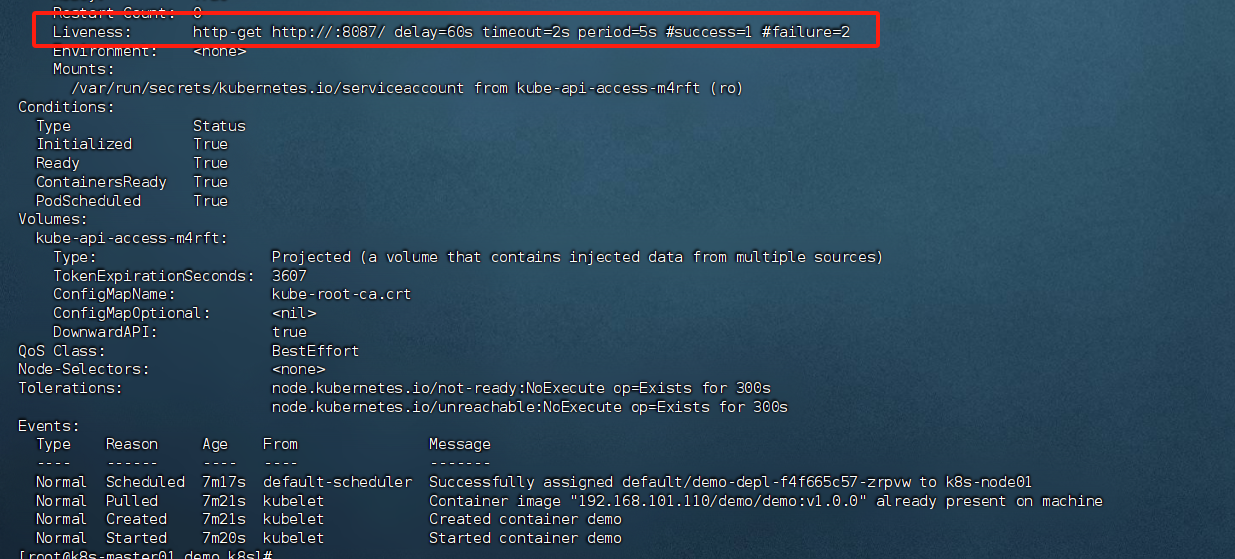 Restart Count: 0
Liveness: http-get http://:8087/ delay=60s timeout=2s period=5s #success=1 #failure=2
Environment: <none>
Mounts:
/var/run/secrets/kubernetes.io/serviceaccount from kube-api-access-m4rft (ro)
Conditions:
Type Status
Initialized True
Ready True
ContainersReady True
PodScheduled True
Volumes:
kube-api-access-m4rft:
Type: Projected (a volume that contains injected data from multiple sources)
TokenExpirationSeconds: 3607
ConfigMapName: kube-root-ca.crt
ConfigMapOptional: <nil>
DownwardAPI: true
QoS Class: BestEffort
Node-Selectors: <none>
Tolerations: node.kubernetes.io/not-ready:NoExecute op=Exists for 300s
node.kubernetes.io/unreachable:NoExecute op=Exists for 300s
Events:
Type Reason Age From Message
---- ------ ---- ---- -------
Normal Scheduled 7m17s default-scheduler Successfully assigned default/demo-depl-f4f665c57-zrpvw to k8s-node01
Normal Pulled 7m21s kubelet Container image "192.168.101.110/demo/demo:v1.0.0" already present on machine
Normal Created 7m21s kubelet Created container demo
Normal Started 7m20s kubelet Started container demo
[root@k8s-master01 demo k8s]#